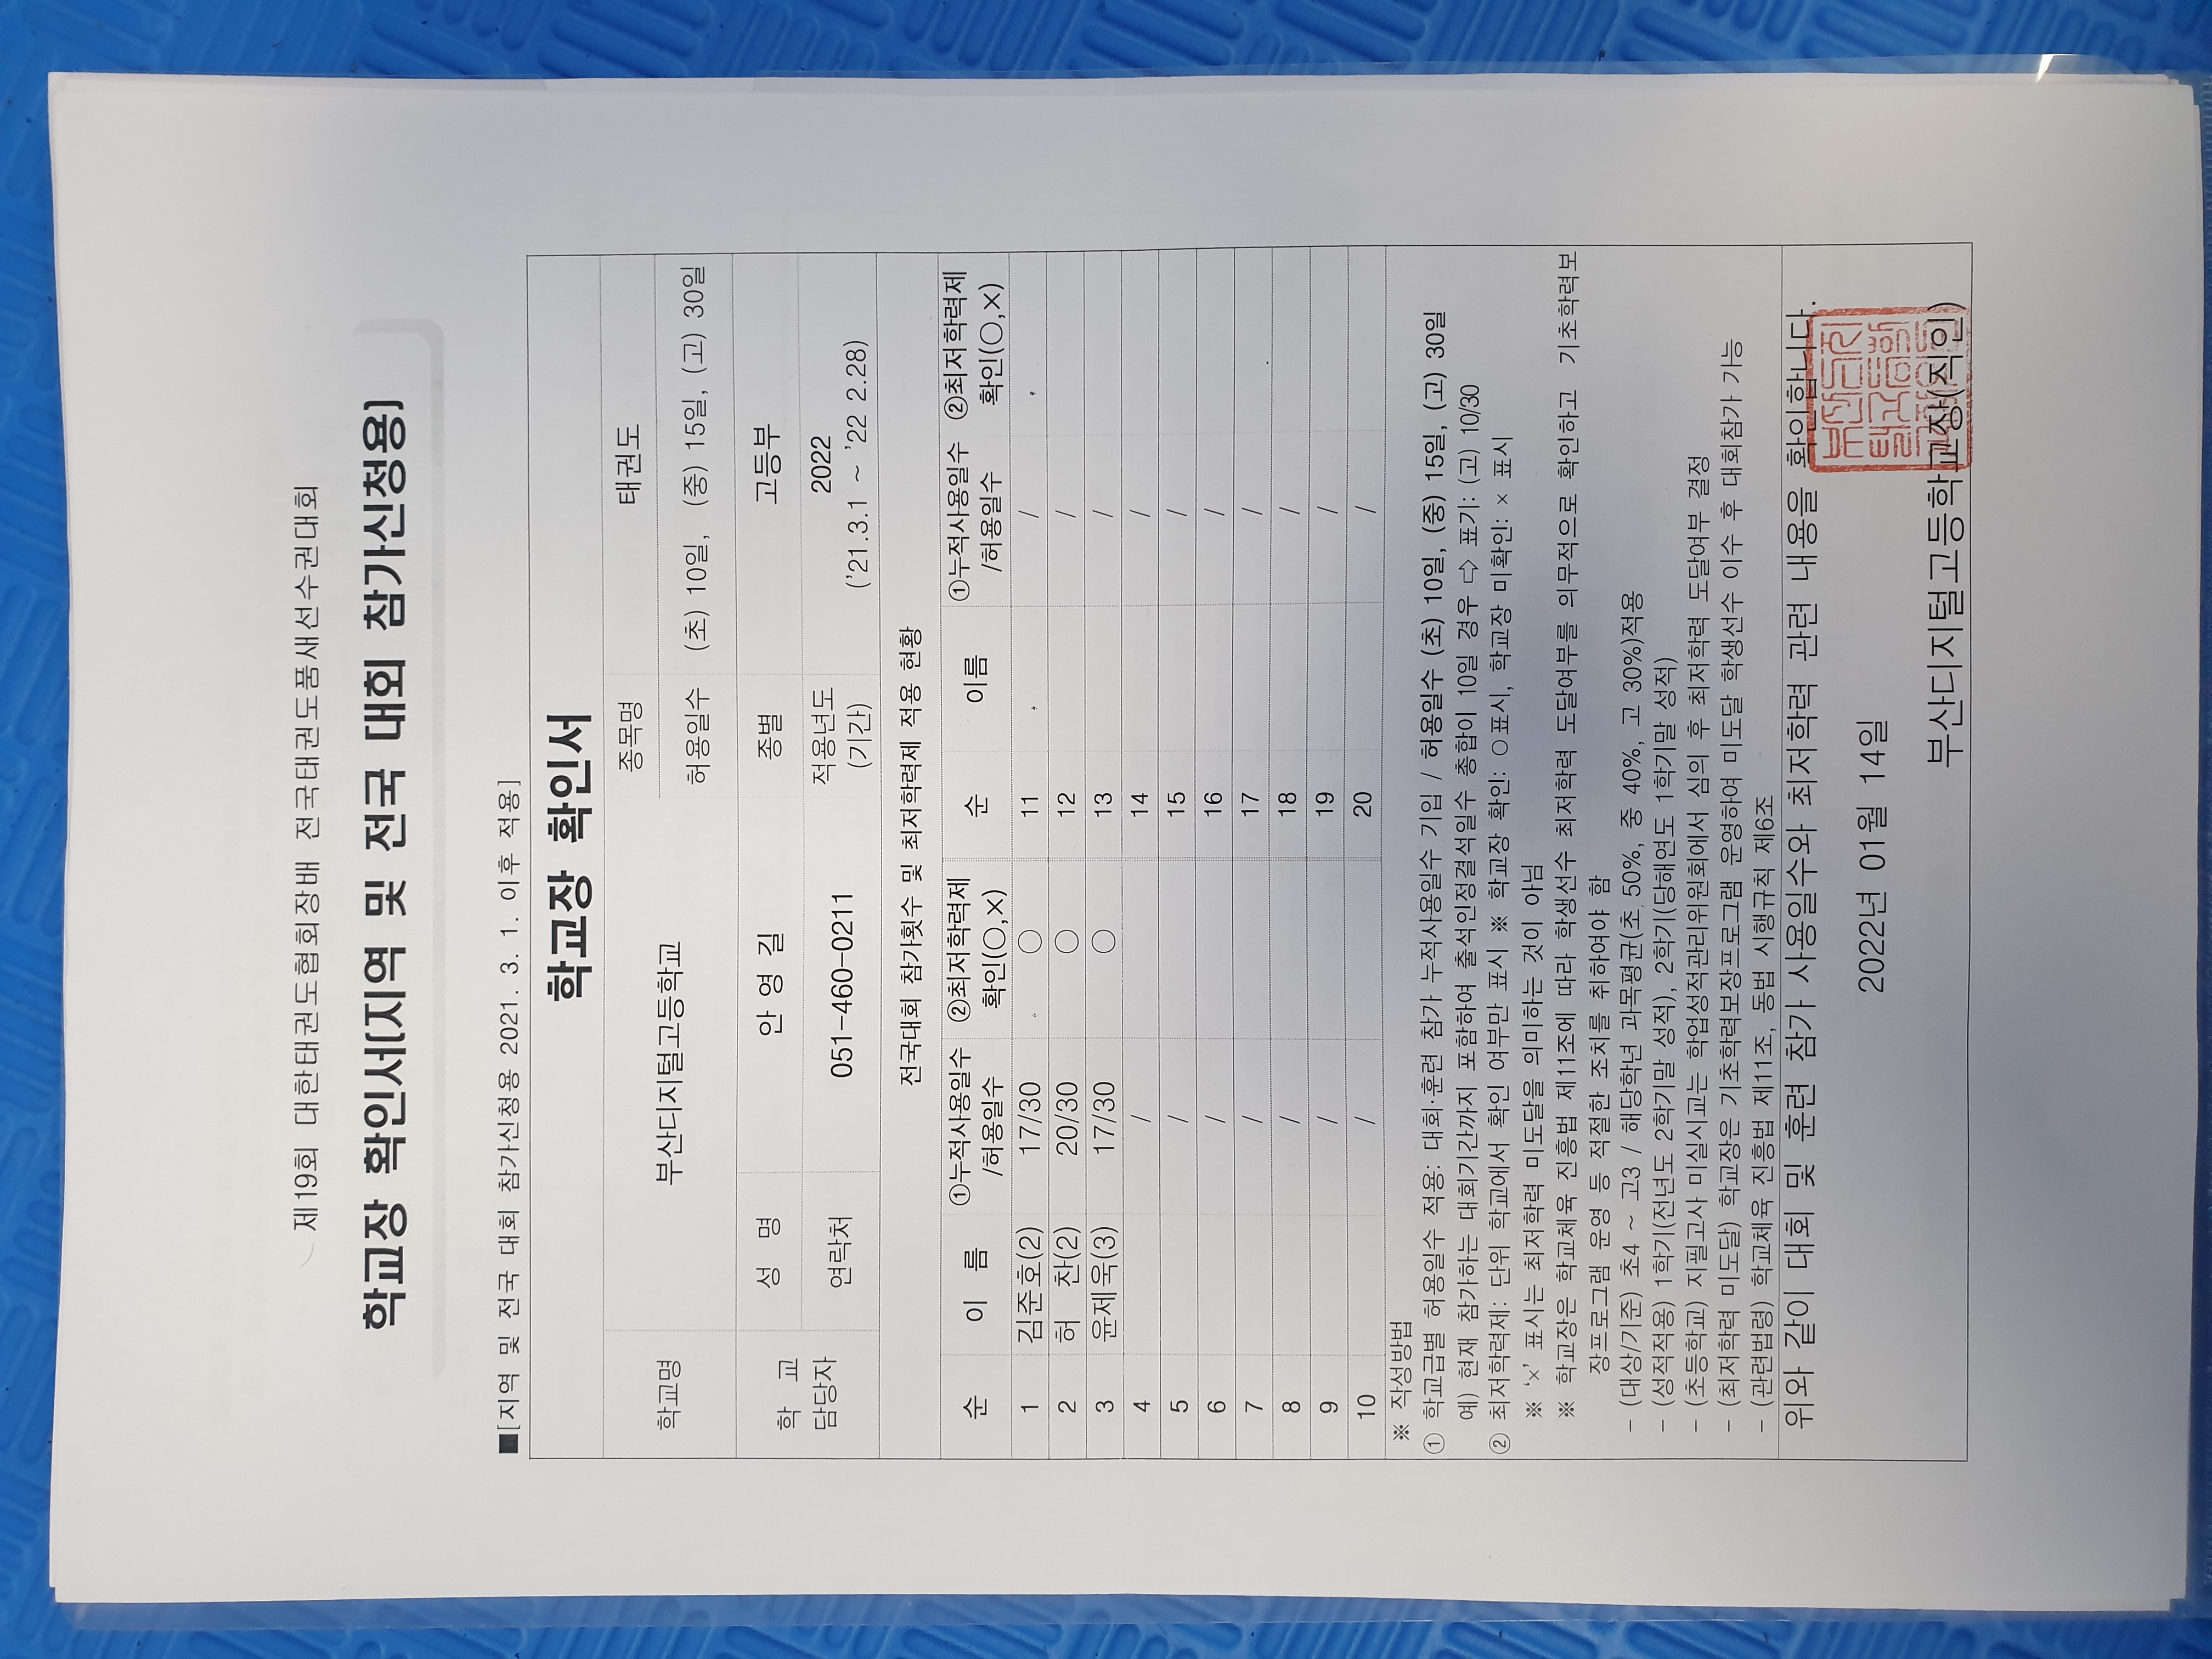 제19회 대한태권도협회장배 전국태권도품새선수권대회
학교장 확인서(지역 및 전국 대회 참가신청용)
■[지역 및 전국 대회 참가신청용 2021. 3. 1. 이후 적용]
학교장 확인서
학교명 부산디지털고등학교 종목명 태권도
허용일수 (초) 10일, (중) 15일, (고) 30일
학 교 담당자 성 명 안 영 길 종별 고등부
연락처 051-460-0211 적용년도 (기간) 2022 ('21.3.1 ~ '22 2.28)
전국대회 참가횟수 및 최저학력제 적용 현황
순 이 름 ①누적사용일수 /허용일수 ②최저학력제 확인(○,×) 순 이름 ①누적사용일수 /허용일수 ②최저학력제 확인(○,×)
1 김준호(2) 17/30 ○ 11 /
2 허 찬(2) 20/30 ○ 12 /
3 윤제욱(3) 17/30 ○ 13 /
4 / 14 /
5 / 15 /
6 / 16 /
7 / 17 /
8 / 18 /
9 / 19 /
10 / 20 /
※ 작성방법
① 학교급별 허용일수 적용: 대회·훈련 참가 누적사용일수 기입 / 허용일수 (초) 10일, (중) 15일, (고) 30일
예) 현재 참가하는 대회기간까지 포함하여 출석인정결석일수 총합이 10일 경우 ⇨ 표기: (고) 10/30
② 최저학력제: 단위 학교에서 확인 여부만 표시 ※ 학교장 확인: ○표시, 학교장 미확인: × 표시
※ '×' 표시는 최저학력 미도달을 의미하는 것이 아님
※ 학교장은 학교체육 진흥법 제11조에 따라 학생선수 최저학력 도달여부를 의무적으로 확인하고 기초학력보
장프로그램 운영 등 적절한 조치를 취하여야 함
- (대상/기준) 초4 ~ 고3 / 해당학년 과목평균(초 50%, 중 40%, 고 30%)적용
- (성적적용) 1학기(전년도 2학기말 성적), 2학기(당해연도 1학기말 성적)
- (초등학교) 지필고사 미실시교는 학업성적관리위원회에서 심의 후 최저학력 도달여부 결정
- (최저학력 미도달) 학교장은 기초학력보장프로그램 운영하여 미도달 학생선수 이수 후 대회참가 가능
- (관련법령) 학교체육 진흥법 제11조, 동법 시행규칙 제6조
위와 같이 대회 및 훈련 참가 사용일수와 최저학력 관련 내용을 확인합니다.
2022년 01월 14일
부산디지털고등학교장(직인)